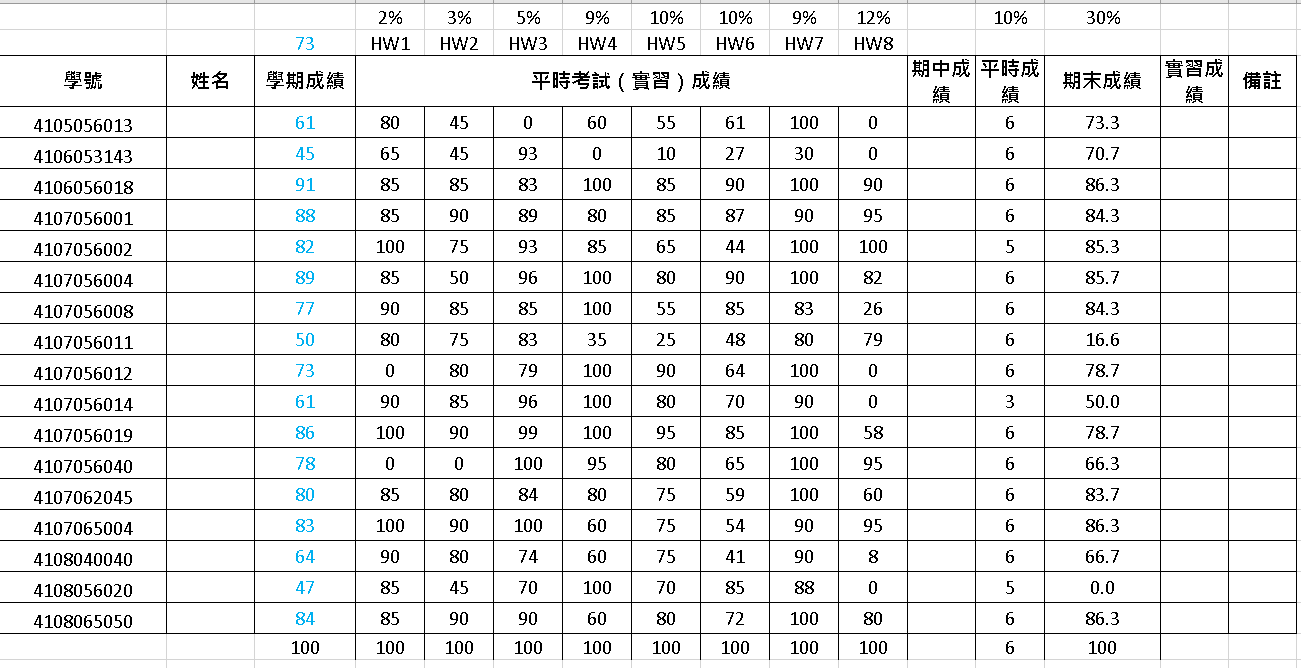 2% 3% 5% 9% 10% 10% 9% 12% 10% 30%
73 HW1 HW2 HW3 HW4 HW5 HW6 HW7 HW8
學號 姓名 學期成績 平時考試（實習）成績 期中成績 平時成績 期末成績 實習成績 備註
4105056013 61 80 45 0 60 55 61 100 0 6 73.3
4106053143 45 65 45 93 0 10 27 30 0 6 70.7
4106056018 91 85 85 83 100 85 90 100 90 6 86.3
4107056001 88 85 90 89 80 85 87 90 95 6 84.3
4107056002 82 100 75 93 85 65 44 100 100 5 85.3
4107056004 89 85 50 96 100 80 90 100 82 6 85.7
4107056008 77 90 85 85 100 55 85 83 26 6 84.3
4107056011 50 80 75 83 35 25 48 80 79 6 16.6
4107056012 73 0 80 79 100 90 64 100 0 6 78.7
4107056014 61 90 85 96 100 80 70 90 0 3 50.0
4107056019 86 100 90 99 100 95 85 100 58 6 78.7
4107056040 78 0 0 100 95 80 65 100 95 6 66.3
4107062045 80 85 80 84 80 75 59 100 60 6 83.7
4107065004 83 100 90 100 60 75 54 90 95 6 86.3
4108040040 64 90 80 74 60 75 41 90 8 6 66.7
4108056020 47 85 45 70 100 70 85 88 0 5 0.0
4108065050 84 85 90 90 60 80 72 100 80 6 86.3
100 100 100 100 100 100 100 100 100 6 100